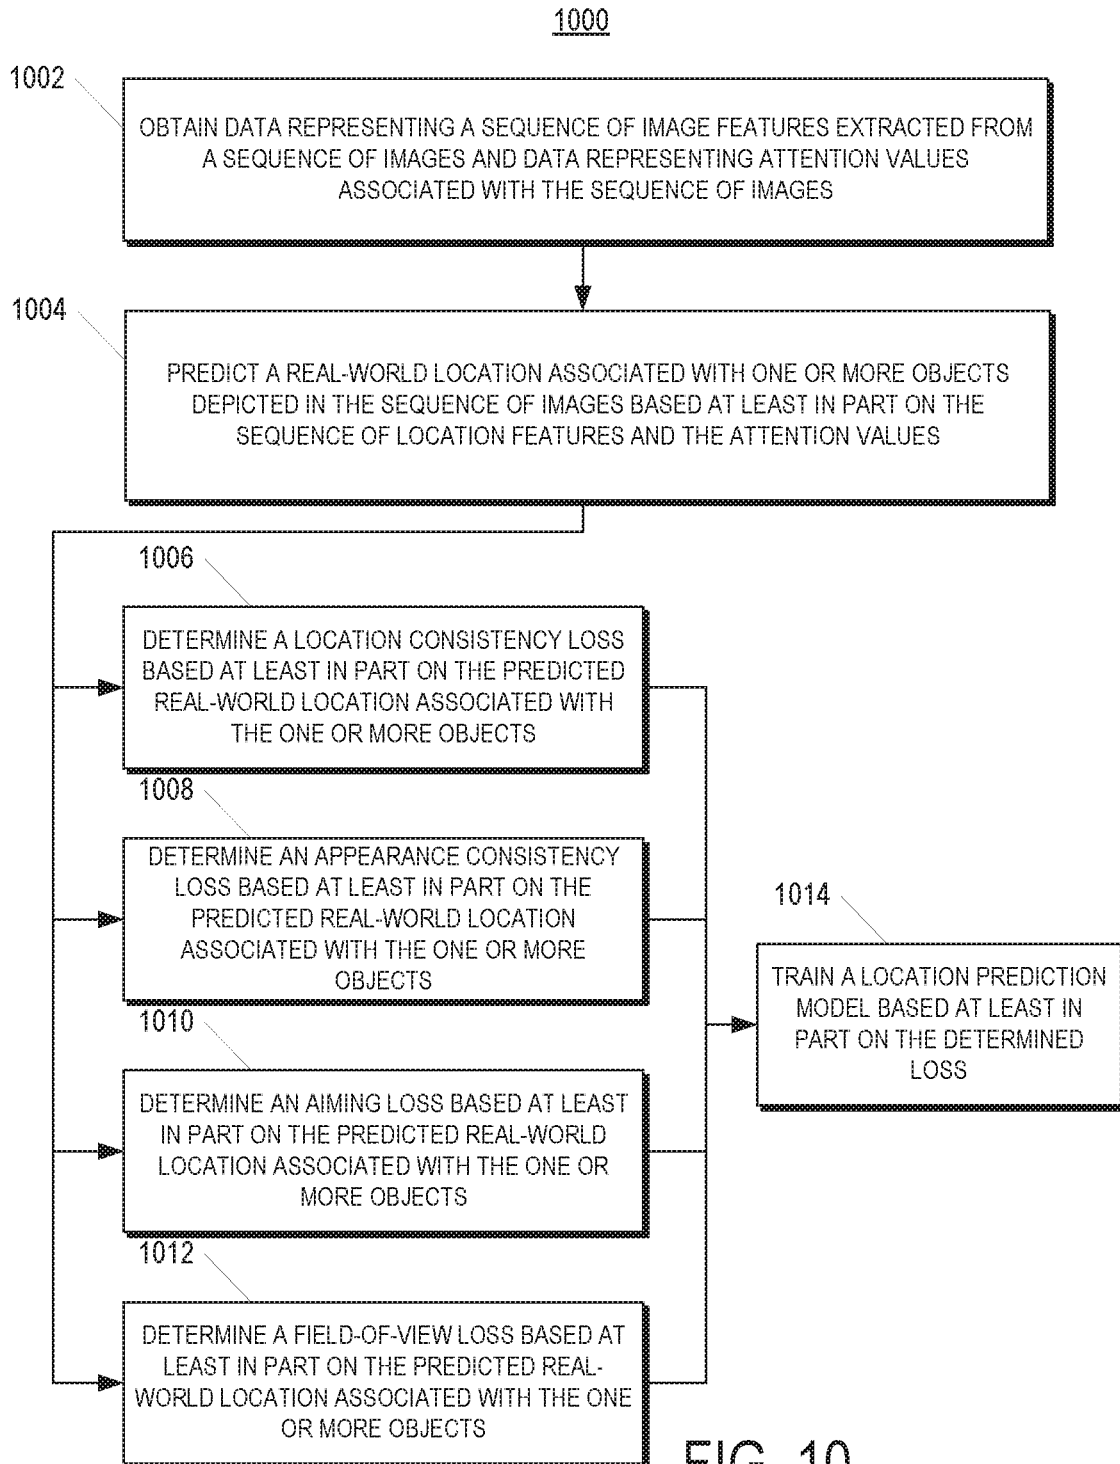 1000
1002
OBTAIN DATA REPRESENTING A SEQUENCE OF IMAGE FEATURES EXTRACTED FROM
A SEQUENCE OF IMAGES AND DATA REPRESENTING ATTENTION VALUES
ASSOCIATED WITH THE SEQUENCE OF IMAGES
1004
PREDICT A REAL-WORLD LOCATION ASSOCIATED WITH ONE OR MORE OBJECTS
DEPICTED IN THE SEQUENCE OF IMAGES BASED AT LEAST IN PART ON THE
SEQUENCE OF LOCATION FEATURES AND THE ATTENTION VALUES
1006
DETERMINE A LOCATION CONSISTENCY LOSS
BASED AT LEAST IN PART ON THE PREDICTED
REAL-WORLD LOCATION ASSOCIATED WITH
THE ONE OR MORE OBJECTS
1008
DETERMINE AN APPEARANCE CONSISTENCY
LOSS BASED AT LEAST IN PART ON THE
PREDICTED REAL-WORLD LOCATION
ASSOCIATED WITH THE ONE OR MORE
OBJECTS
1010
DETERMINE AN AIMING LOSS BASED AT LEAST
IN PART ON THE PREDICTED REAL-WORLD
LOCATION ASSOCIATED WITH THE ONE OR
MORE OBJECTS
1012
DETERMINE A FIELD-OF-VIEW LOSS BASED AT
LEAST IN PART ON THE PREDICTED REAL-
WORLD LOCATION ASSOCIATED WITH THE ONE
OR MORE OBJECTS
1014
TRAIN A LOCATION PREDICTION
MODEL BASED AT LEAST IN
PART ON THE DETERMINED
LOSS
FIG. 10